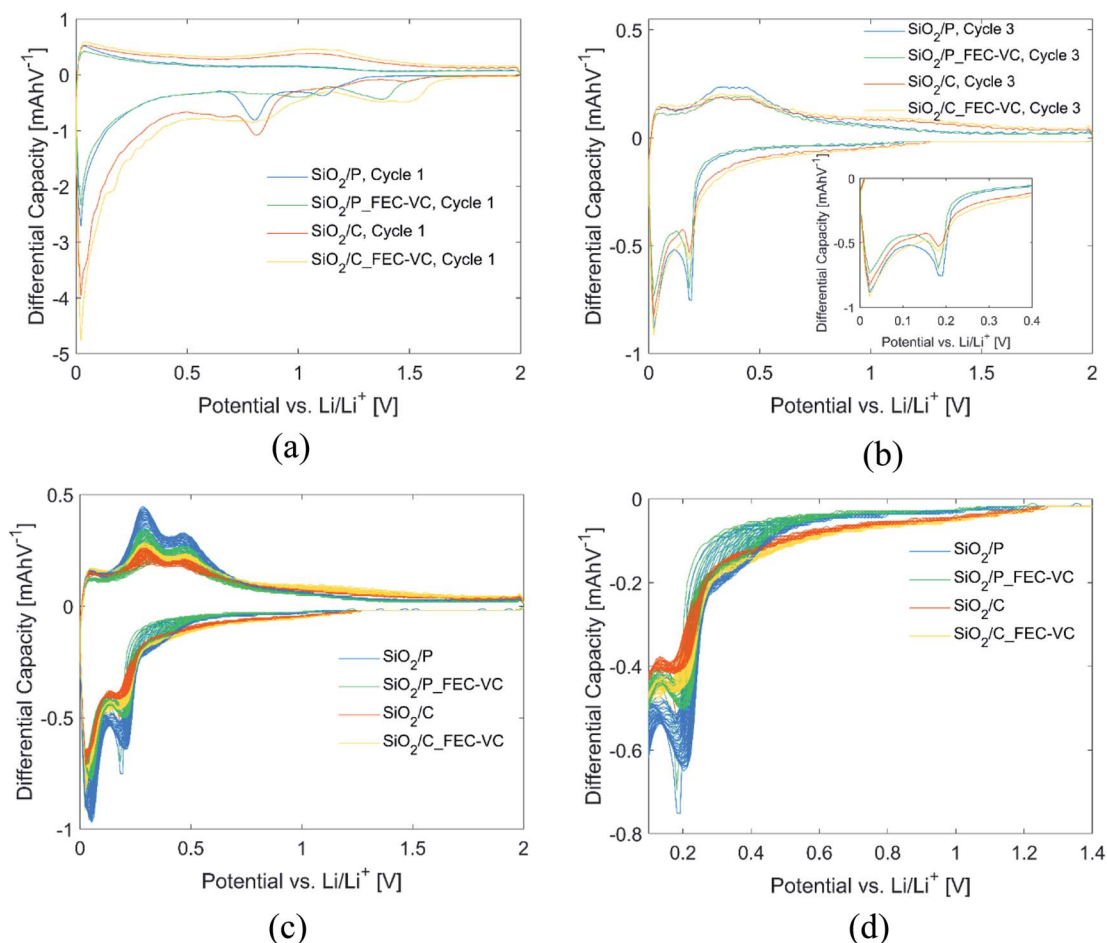 1
0
-1
-2
-3
-4
-5
0
0.5
1
1.5
2
Differential Capacity [mAhV⁻¹]
Potential vs. Li/Li⁺ [V]
SiO₂/P, Cycle 1
SiO₂/P_FEC-VC, Cycle 1
SiO₂/C, Cycle 1
SiO₂/C_FEC-VC, Cycle 1
(a)
0.5
0
-0.5
-1
0
0.5
1
1.5
2
Differential Capacity [mAhV⁻¹]
Potential vs. Li/Li⁺ [V]
SiO₂/P, Cycle 3
SiO₂/P_FEC-VC, Cycle 3
SiO₂/C, Cycle 3
SiO₂/C_FEC-VC, Cycle 3
0
-0.5
-1
0
0.1
0.2
0.3
0.4
Differential Capacity [mAhV⁻¹]
Potential vs. Li/Li⁺ [V]
(b)
0.5
0
-0.5
-1
0
0.5
1
1.5
2
Differential Capacity [mAhV⁻¹]
Potential vs. Li/Li⁺ [V]
SiO₂/P
SiO₂/P_FEC-VC
SiO₂/C
SiO₂/C_FEC-VC
(c)
0
-0.2
-0.4
-0.6
-0.8
0.2
0.4
0.6
0.8
1
1.2
1.4
Differential Capacity [mAhV⁻¹]
Potential vs. Li/Li⁺ [V]
SiO₂/P
SiO₂/P_FEC-VC
SiO₂/C
SiO₂/C_FEC-VC
(d)